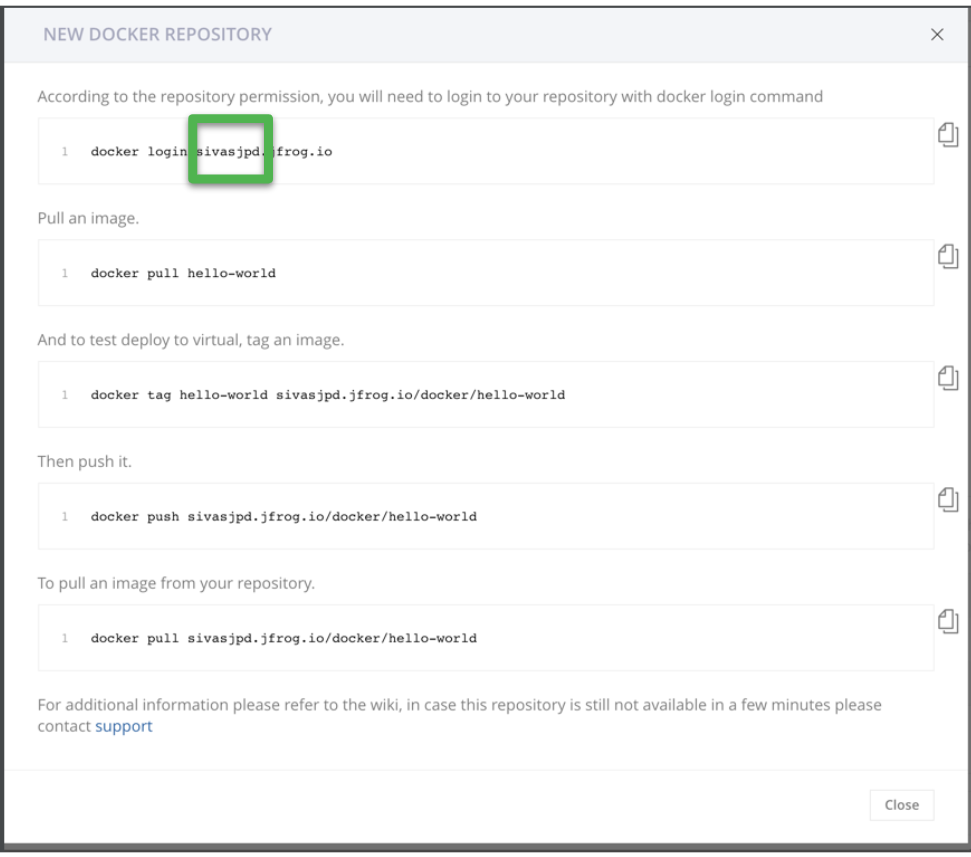 NEW DOCKER REPOSITORY
According to the repository permission, you will need to login to your repository with docker login command
1 docker login sivasjpd.jfrog.io
Pull an image.
1 docker pull hello-world
And to test deploy to virtual, tag an image.
1 docker tag hello-world sivasjpd.jfrog.io/docker/hello-world
Then push it.
1 docker push sivasjpd.jfrog.io/docker/hello-world
To pull an image from your repository.
1 docker pull sivasjpd.jfrog.io/docker/hello-world
For additional information please refer to the wiki, in case this repository is still not available in a few minutes please
contact support
Close